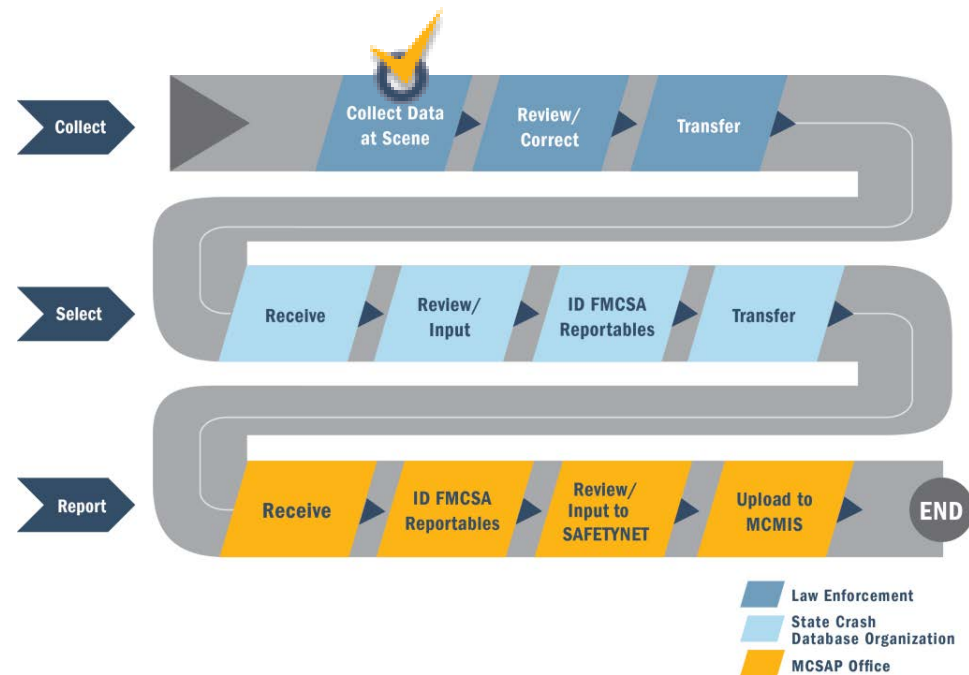 Collect
Collect Data
at Scene
Review/
Correct
Transfer
Select
Receive
Review/
Input
ID FMCSA
Reportables
Transfer
Report
Receive
ID FMCSA
Reportables
Review/
Input to
SAFETYNET
Upload to
MCMIS
END
Law Enforcement
State Crash
Database Organization
MCSAP Office